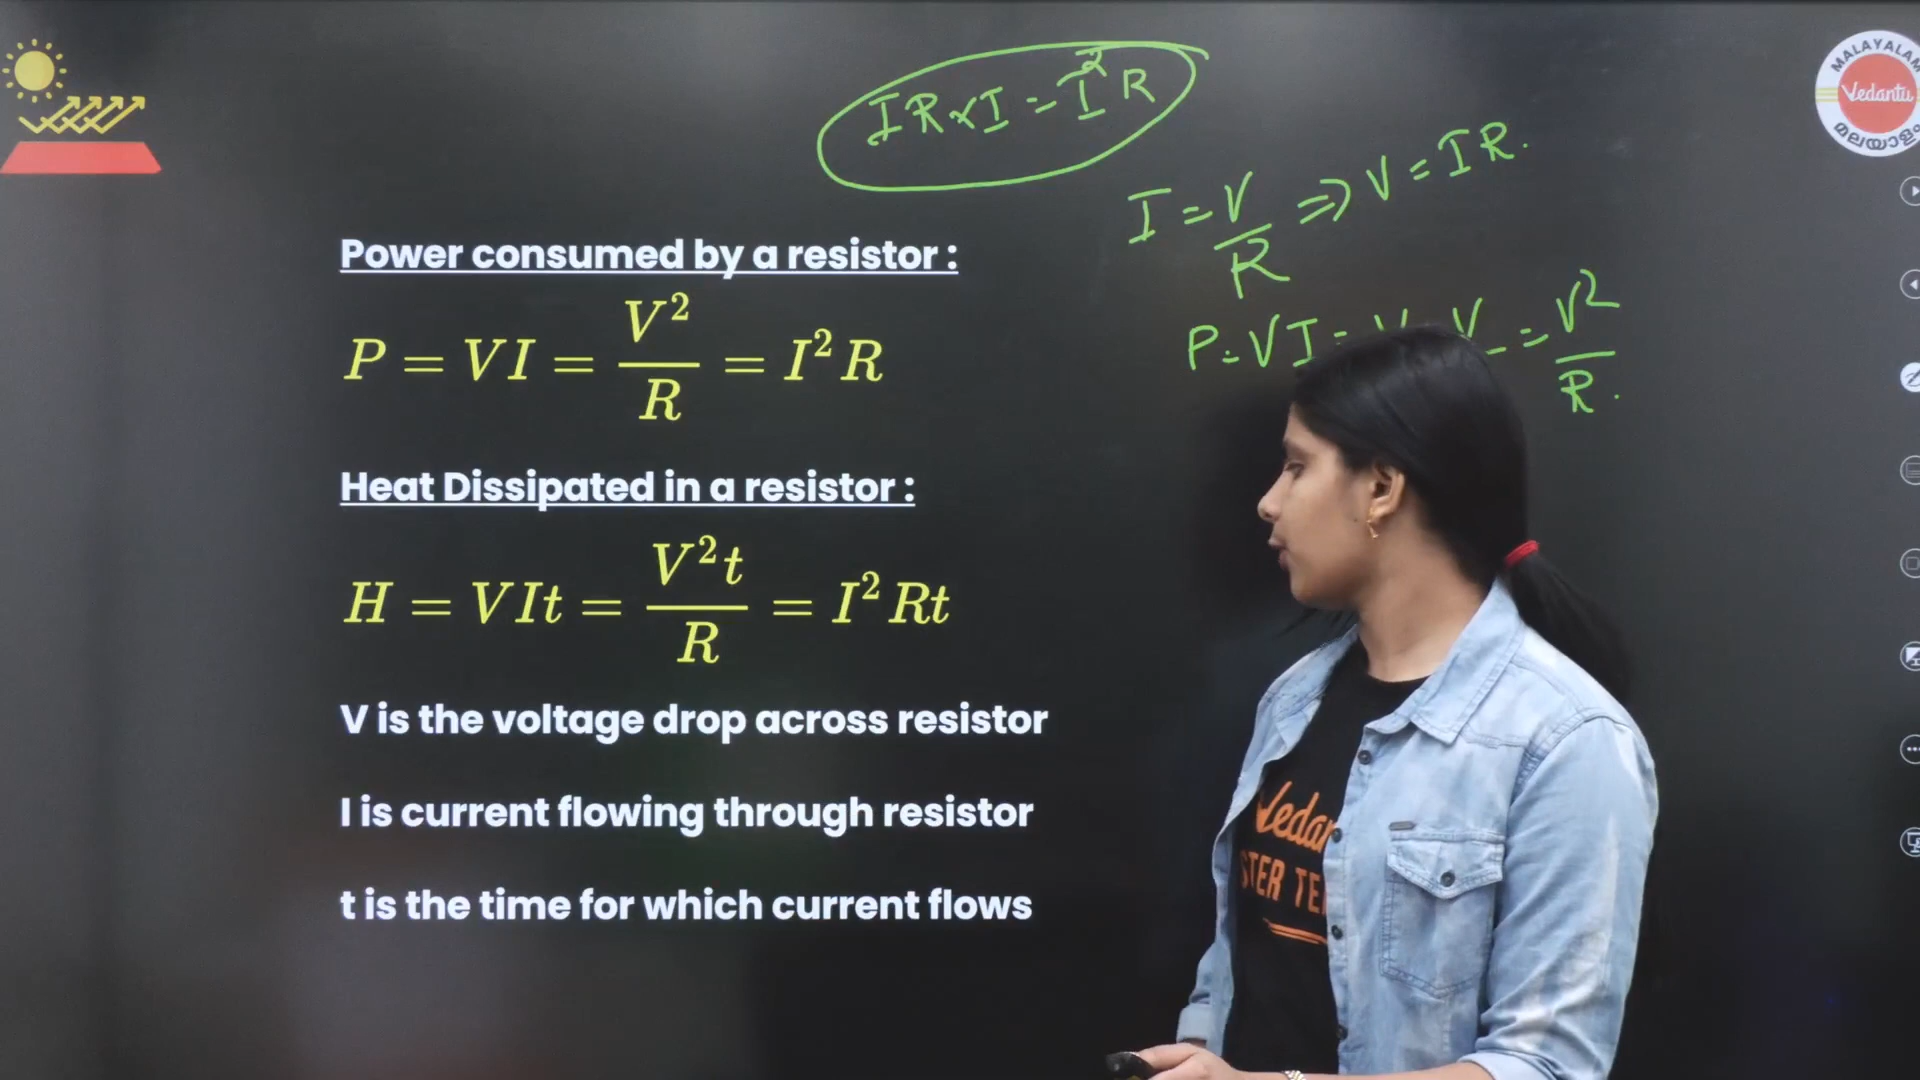 IR×I = I²R
MALAYALAM
Vedantu
മലയാളം
I = V/R ⇒ V = IR.
Power consumed by a resistor :
P = VI = V²/R = I²R
P = VI = V V = V²/R.
Heat Dissipated in a resistor :
H = VIt = V²t/R = I²Rt
V is the voltage drop across resistor
I is current flowing through resistor
t is the time for which current flows